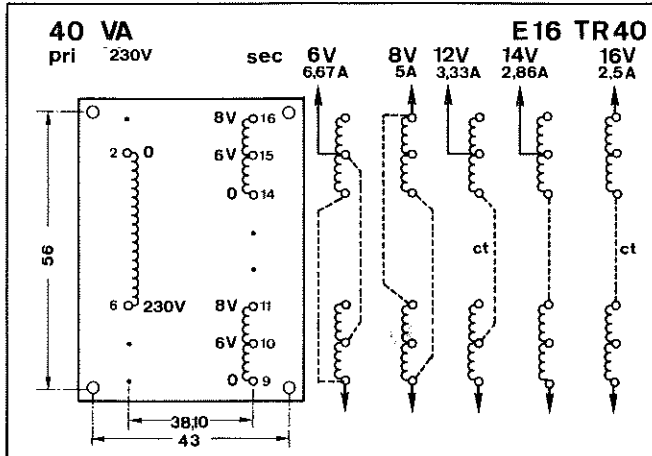 40 VA E16 TR40
pri 230V sec 6V 8V 12V 14V 16V
6,67A 5A 3,33A 2,86A 2,5A
8V 16
2 0 6V 15
0 14
56
ct ct
6 230V 8V 11
6V 10
0 9
38,10
43